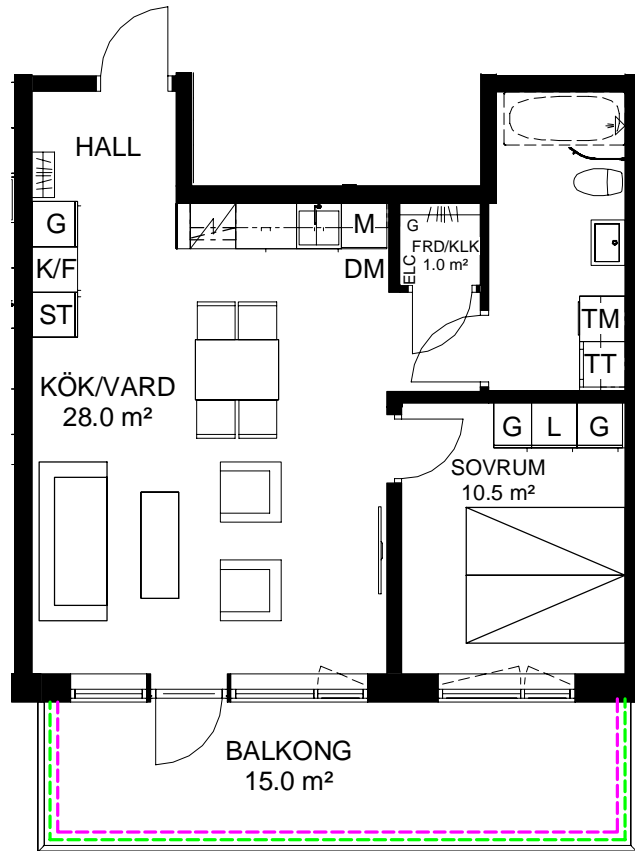 HALL
G
K/F
ST
M
DM
G
FRD/KLK
1.0 m²
ELC
TM
TT
KÖK/VARD
28.0 m²
G L G
SOVRUM
10.5 m²
BALKONG
15.0 m²